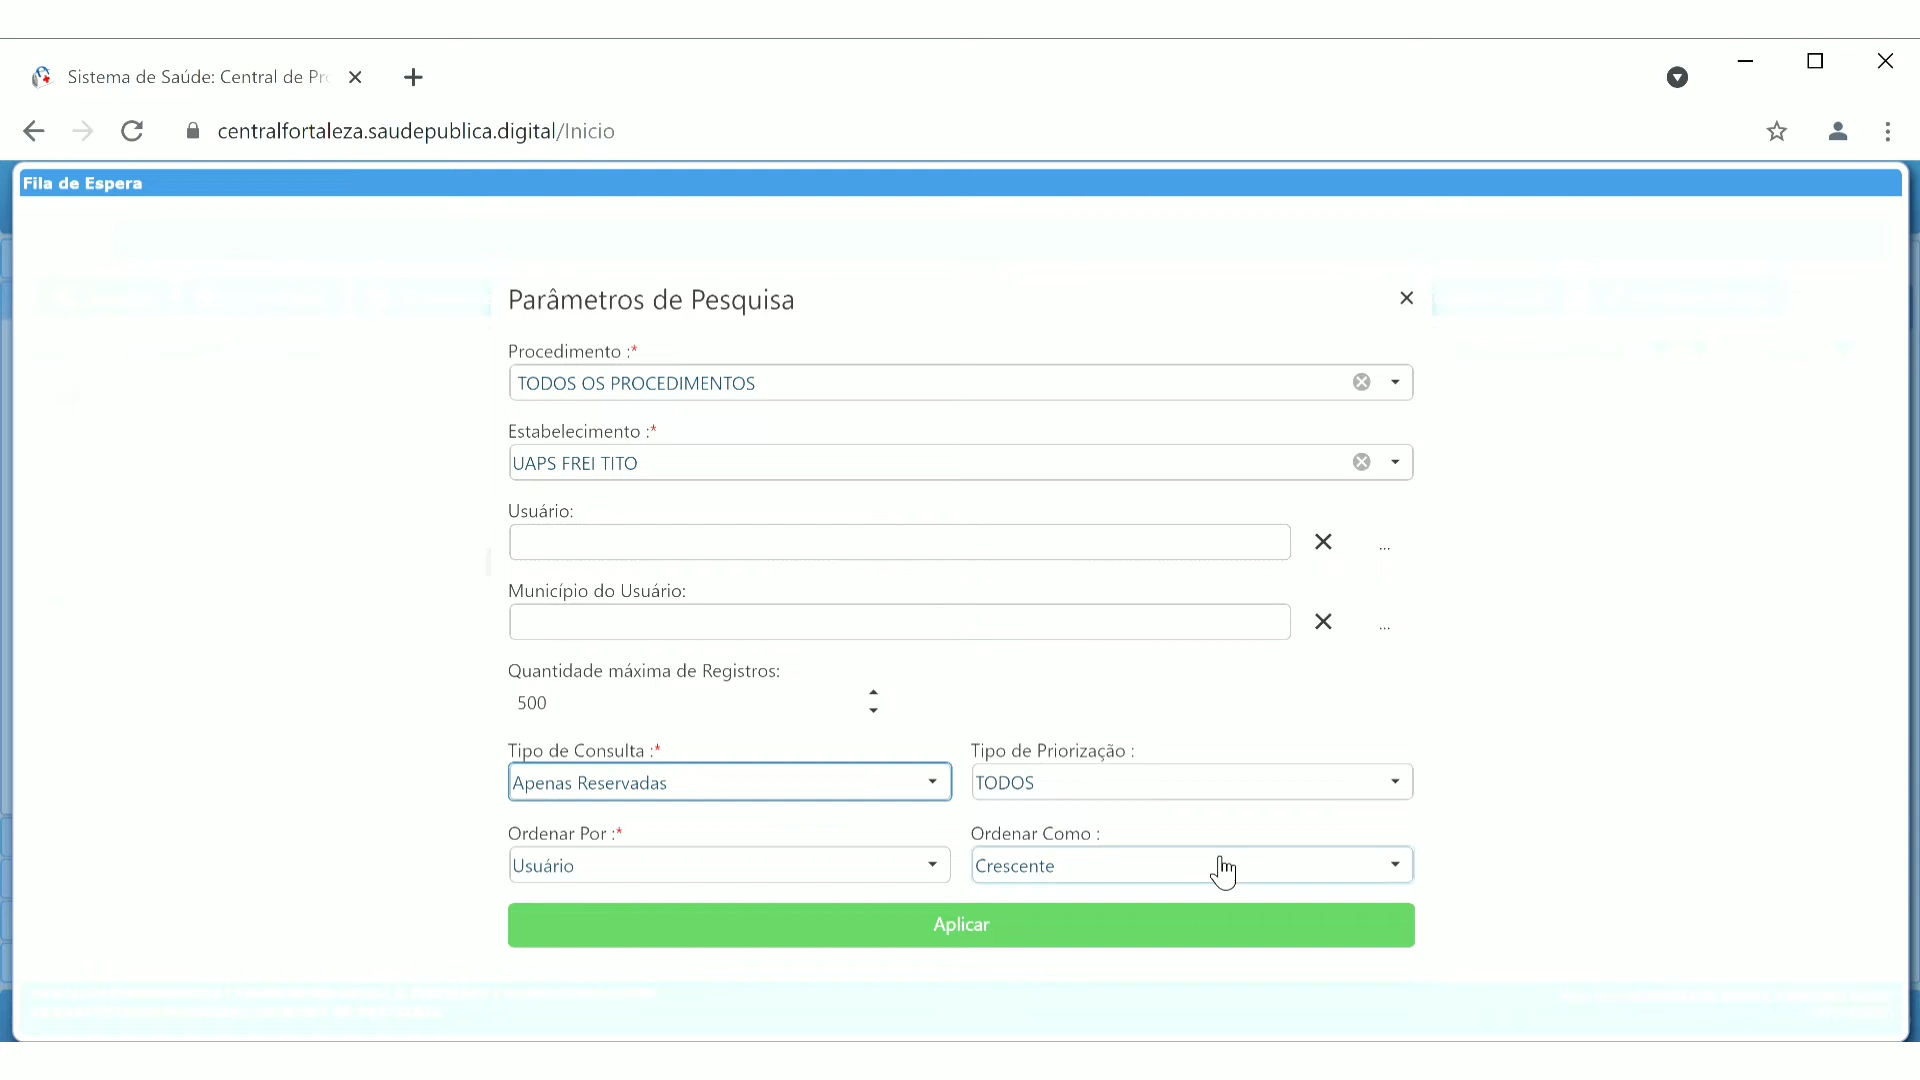 Sistema de Saúde: Central de Pro
centralfortaleza.saudepublica.digital/Inicio
Fila de Espera
Parâmetros de Pesquisa
Procedimento :*
TODOS OS PROCEDIMENTOS
Estabelecimento :*
UAPS FREI TITO
Usuário:
...
Município do Usuário:
...
Quantidade máxima de Registros:
500
Tipo de Consulta :* Tipo de Priorização :
Apenas Reservadas TODOS
Ordenar Por :* Ordenar Como :
Usuário Crescente
Aplicar